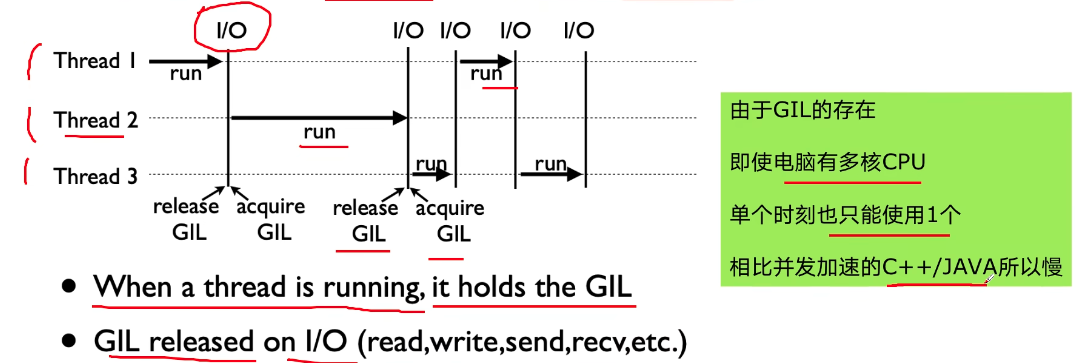 I/O I/O I/O I/O I/O
Thread 1
run run
Thread 2
run
Thread 3
run run
release acquire release acquire
GIL GIL GIL GIL
• When a thread is running, it holds the GIL
• GIL released on I/O (read,write,send,recv,etc.)
由于GIL的存在
即使电脑有多核CPU
单个时刻也只能使用1个
相比并发加速的C++/JAVA所以慢